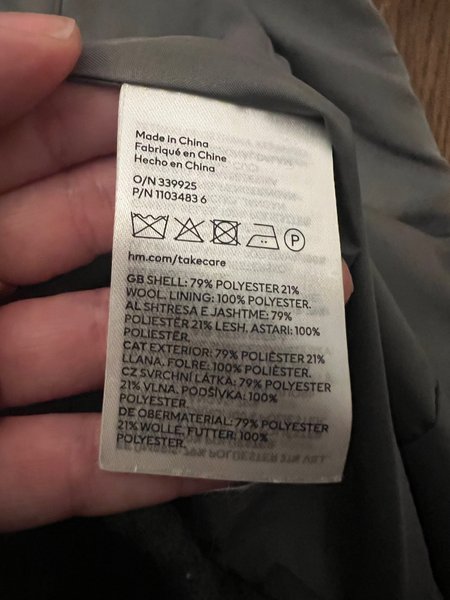 Made in China
Fabriqué en Chine
Hecho en China
O/N 339925
P/N 1103483 6
P
hm.com/takecare
GB SHELL: 79% POLYESTER 21%
WOOL. LINING: 100% POLYESTER.
AL SHTRESA E JASHTME: 79%
POLIESTËR 21% LESH. ASTARI: 100%
POLIESTËR.
CAT EXTERIOR: 79% POLIÈSTER 21%
LLANA. FOLRE: 100% POLIÈSTER.
CZ SVRCHNÍ LÁTKA: 79% POLYESTER
21% VLNA. PODŠÍVKA: 100%
POLYESTER.
DE OBERMATERIAL: 79% POLYESTER
21% WOLLE, FUTTER: 100%
POLYESTER.